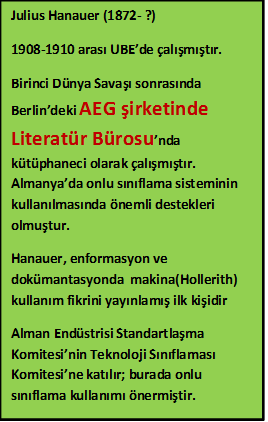 Julius Hanauer (1872- ?)
1908-1910 arası UBE’de çalışmıştır.
Birinci Dünya Savaşı sonrasında
Berlin’deki AEG şirketinde
Literatür Bürosu’nda
kütüphaneci olarak çalışmıştır.
Almanya’da onlu sınıflama sisteminin
kullanılmasında önemli destekleri
olmuştur.
Hanauer, enformasyon ve
dokümantasyonda makina(Hollerith)
kullanım fikrini yayınlamış ilk kişidir
Alman Endüstrisi Standartlaşma
Komitesi’nin Teknoloji Sınıflaması
Komitesi’ne katılır; burada onlu
sınıflama kullanımı önermiştir.